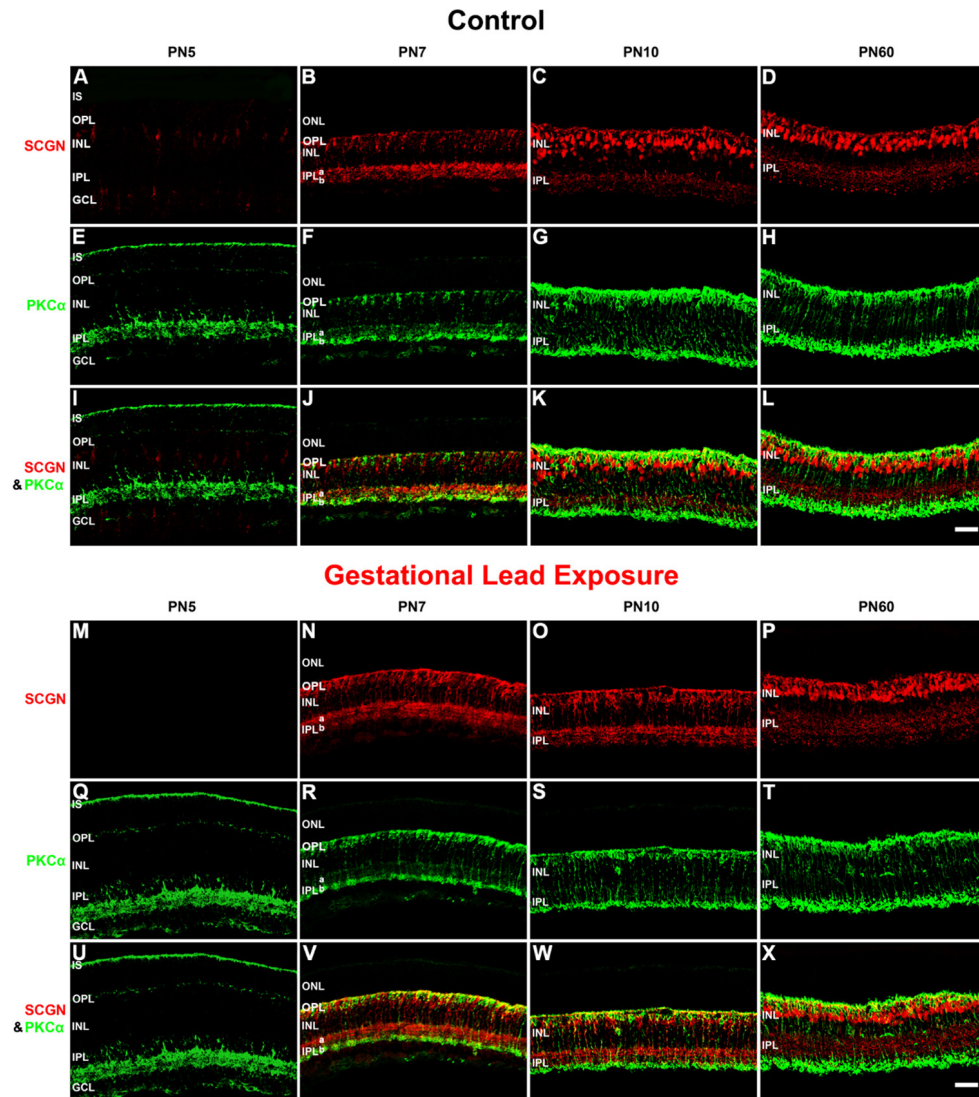 Control
PN5 PN7 PN10 PN60
A B C D
IS
OPL
INL
IPL
GCL
ONL
OPL
INL
IPL a
b
INL
IPL
INL
IPL
SCGN
E F G H
IS
OPL
INL
IPL
GCL
ONL
OPL
INL
IPL a
b
INL
IPL
INL
IPL
PKCα
I J K L
IS
OPL
INL
IPL
GCL
ONL
OPL
INL
IPL a
b
INL
IPL
INL
IPL
SCGN
& PKCα
Gestational Lead Exposure
PN5 PN7 PN10 PN60
M N O P
ONL
OPL
INL
a
IPL b
INL
IPL
INL
IPL
SCGN
Q R S T
IS
OPL
INL
IPL
GCL
ONL
OPL
INL
a
IPL b
INL
IPL
INL
IPL
PKCα
U V W X
IS
OPL
INL
IPL
GCL
ONL
OPL
INL
a
IPL b
INL
IPL
INL
IPL
SCGN
& PKCα